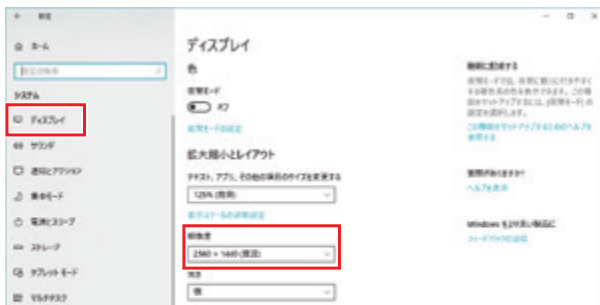 ← 設定
ホーム
設定の検索
システム
ディスプレイ
サウンド
通知とアクション
集中モード
電源とスリープ
ストレージ
タブレット モード
マルチタスク
ディスプレイ
色
夜間モード
オフ
夜間モードの設定
拡大縮小とレイアウト
テキスト、アプリ、その他の項目のサイズを変更する
125% (推奨)
表示スケールの詳細設定
解像度
2560 × 1440 (推奨)
向き
横
睡眠に配慮する
質問がありますか?
ヘルプを表示
Windows をより良い製品に
フィードバックの送信